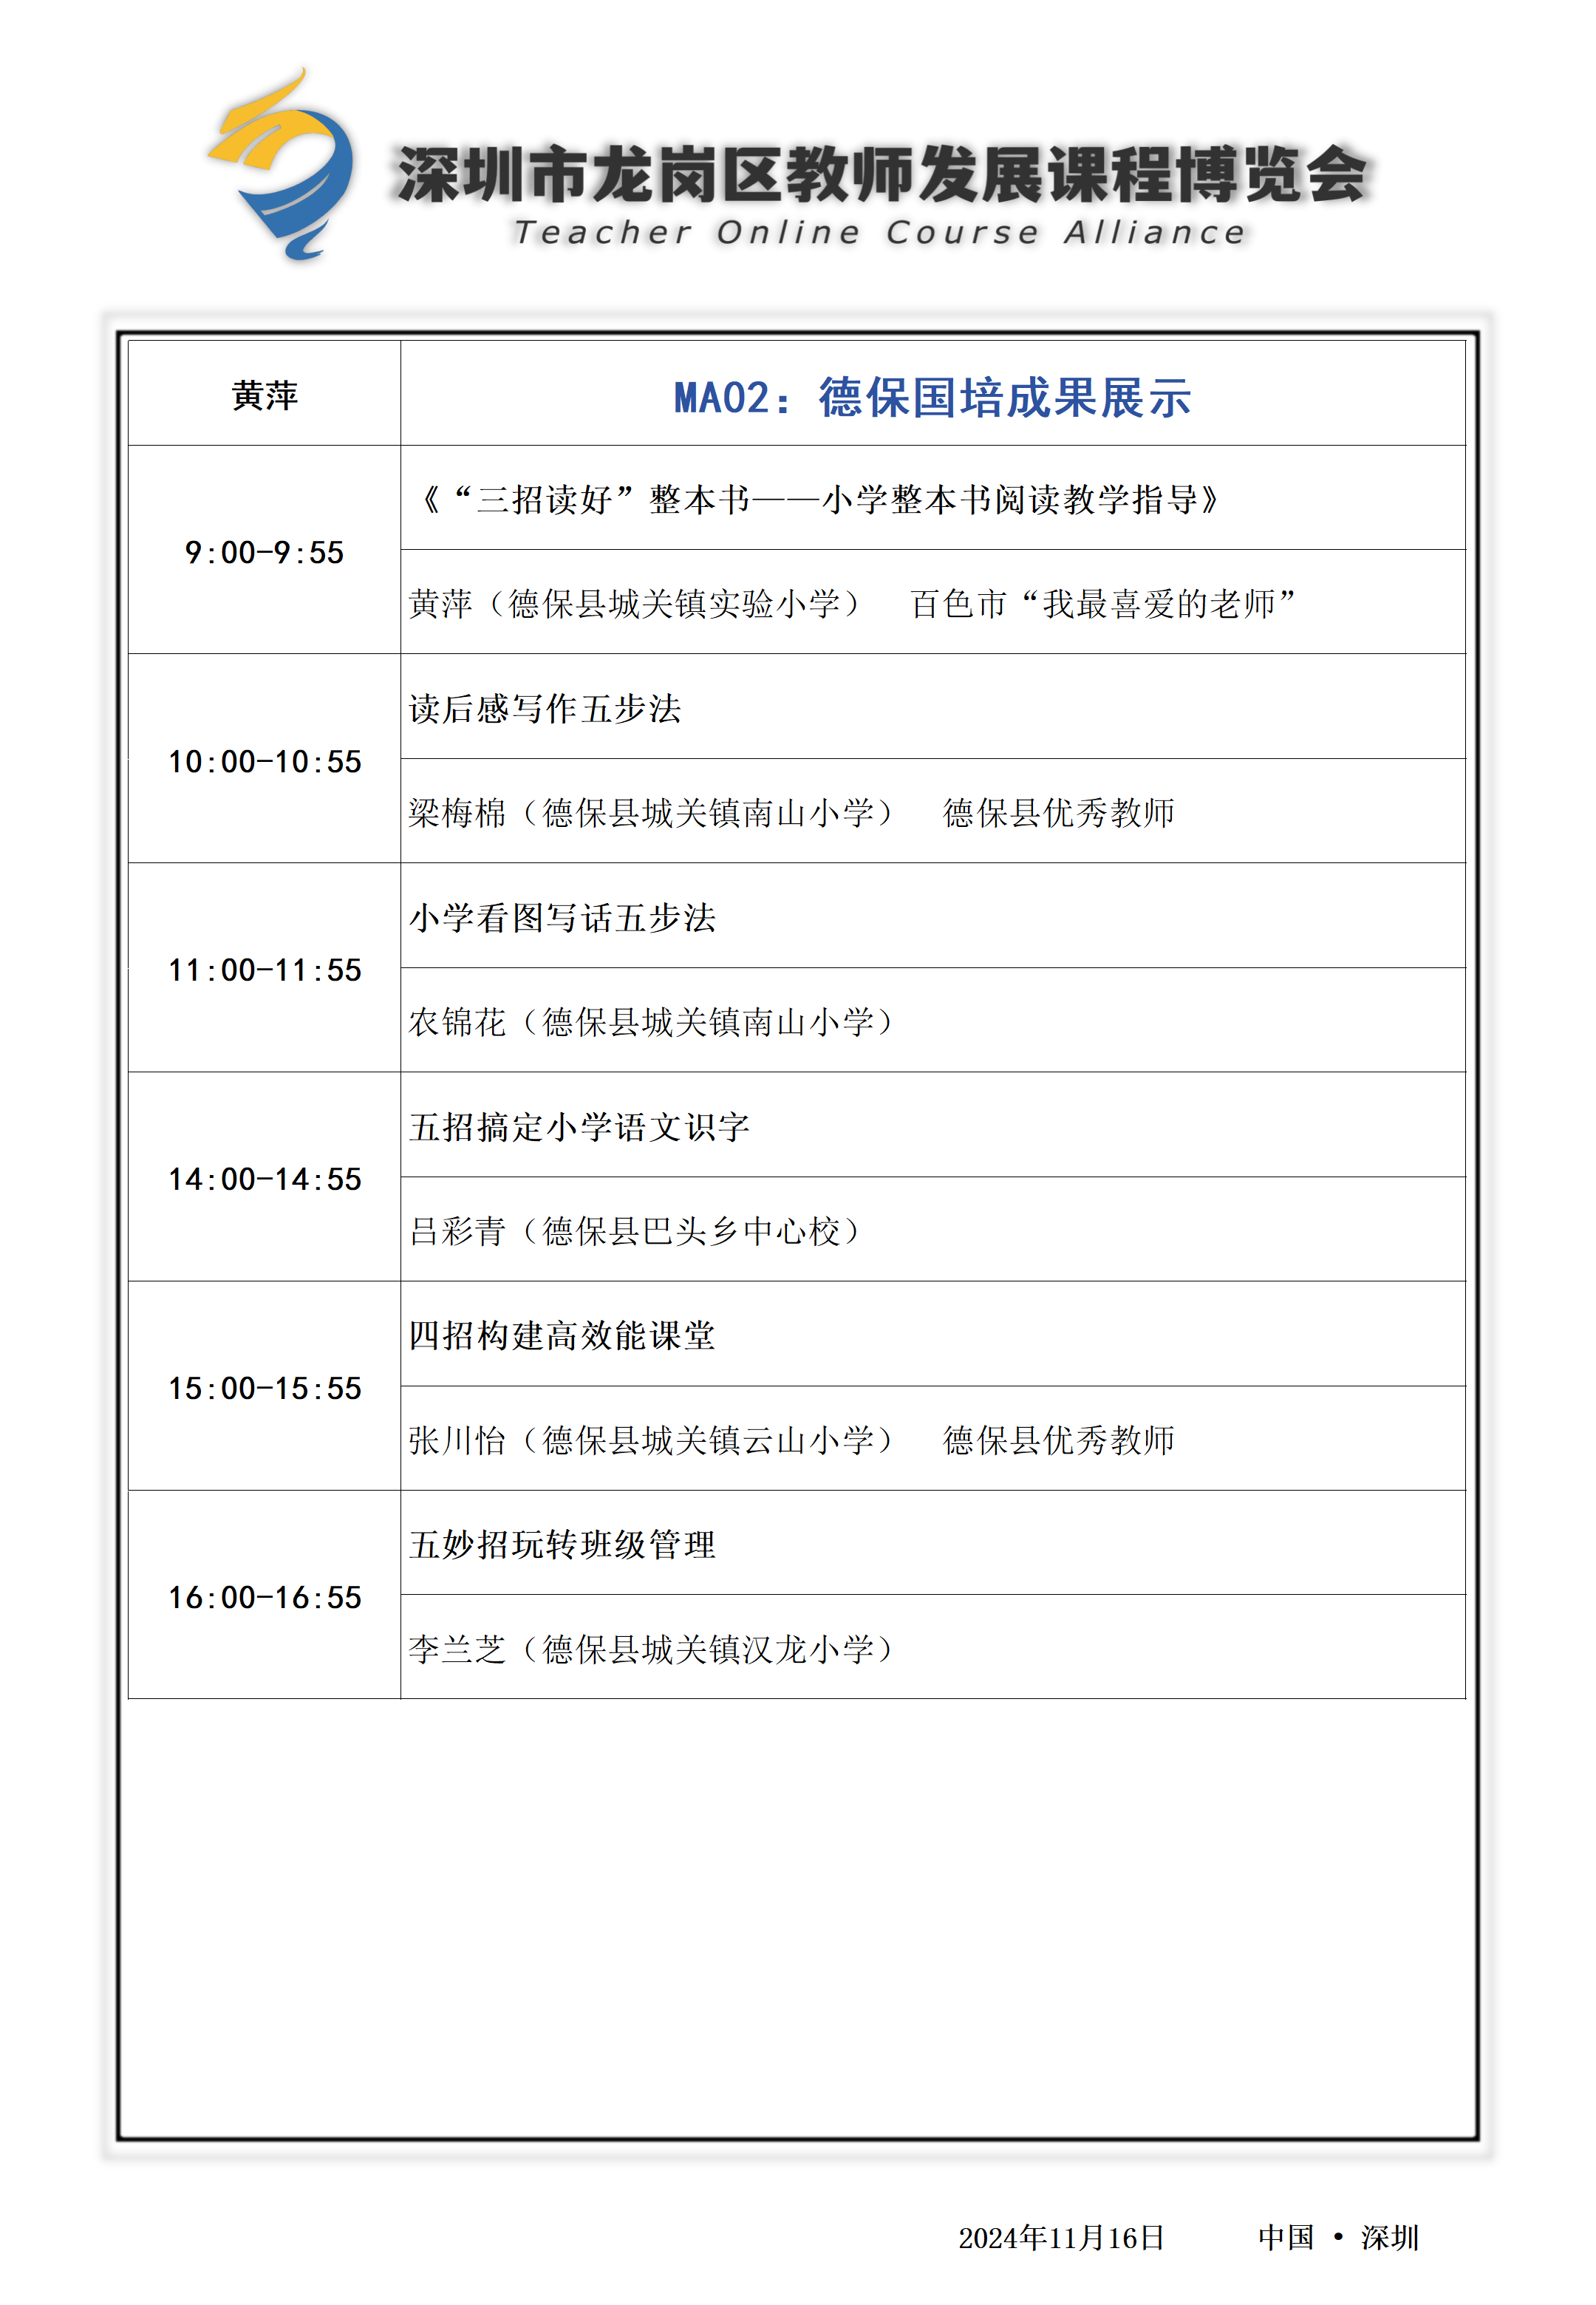 深圳市龙岗区教师发展课程博览会
Teacher Online Course Alliance
黄萍
MA02：德保国培成果展示
9:00-9:55
《“三招读好”整本书——小学整本书阅读教学指导》
黄萍（德保县城关镇实验小学） 百色市“我最喜爱的老师”
10:00-10:55
读后感写作五步法
梁梅棉（德保县城关镇南山小学） 德保县优秀教师
11:00-11:55
小学看图写话五步法
农锦花（德保县城关镇南山小学）
14:00-14:55
五招搞定小学语文识字
吕彩青（德保县巴头乡中心校）
15:00-15:55
四招构建高效能课堂
张川怡（德保县城关镇云山小学） 德保县优秀教师
16:00-16:55
五妙招玩转班级管理
李兰芝（德保县城关镇汉龙小学）
2024年11月16日 中国 • 深圳